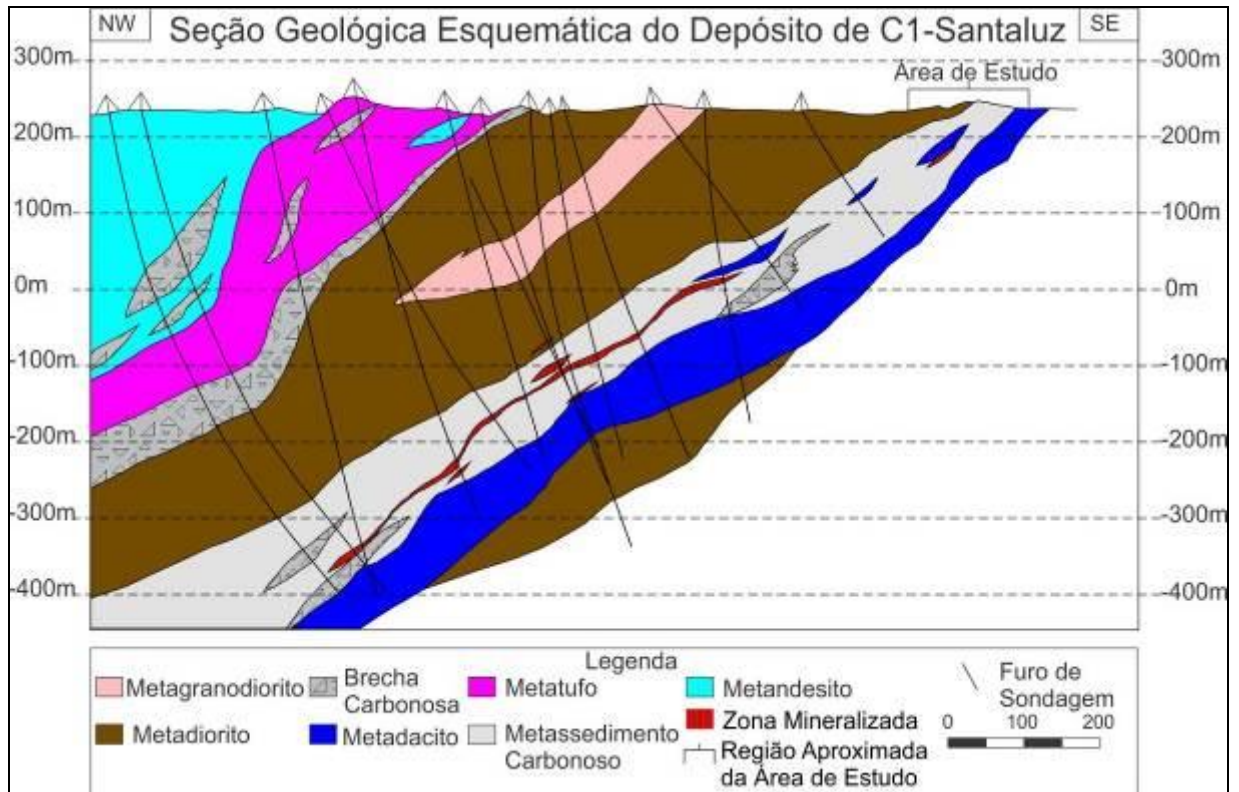 NW
Seção Geológica Esquemática do Depósito de C1-Santaluz
SE
300m
300m
Área de Estudo
200m
200m
100m
100m
0m
0m
-100m
-100m
-200m
-200m
-300m
-300m
-400m
-400m
Legenda
Metagranodiorito
Brecha
Carbonosa
Metatufo
Metandesito
Furo de
Sondagem
Metadiorito
Metadacito
Metassedimento
Carbonoso
Zona Mineralizada
0 100 200
Região Aproximada
da Área de Estudo